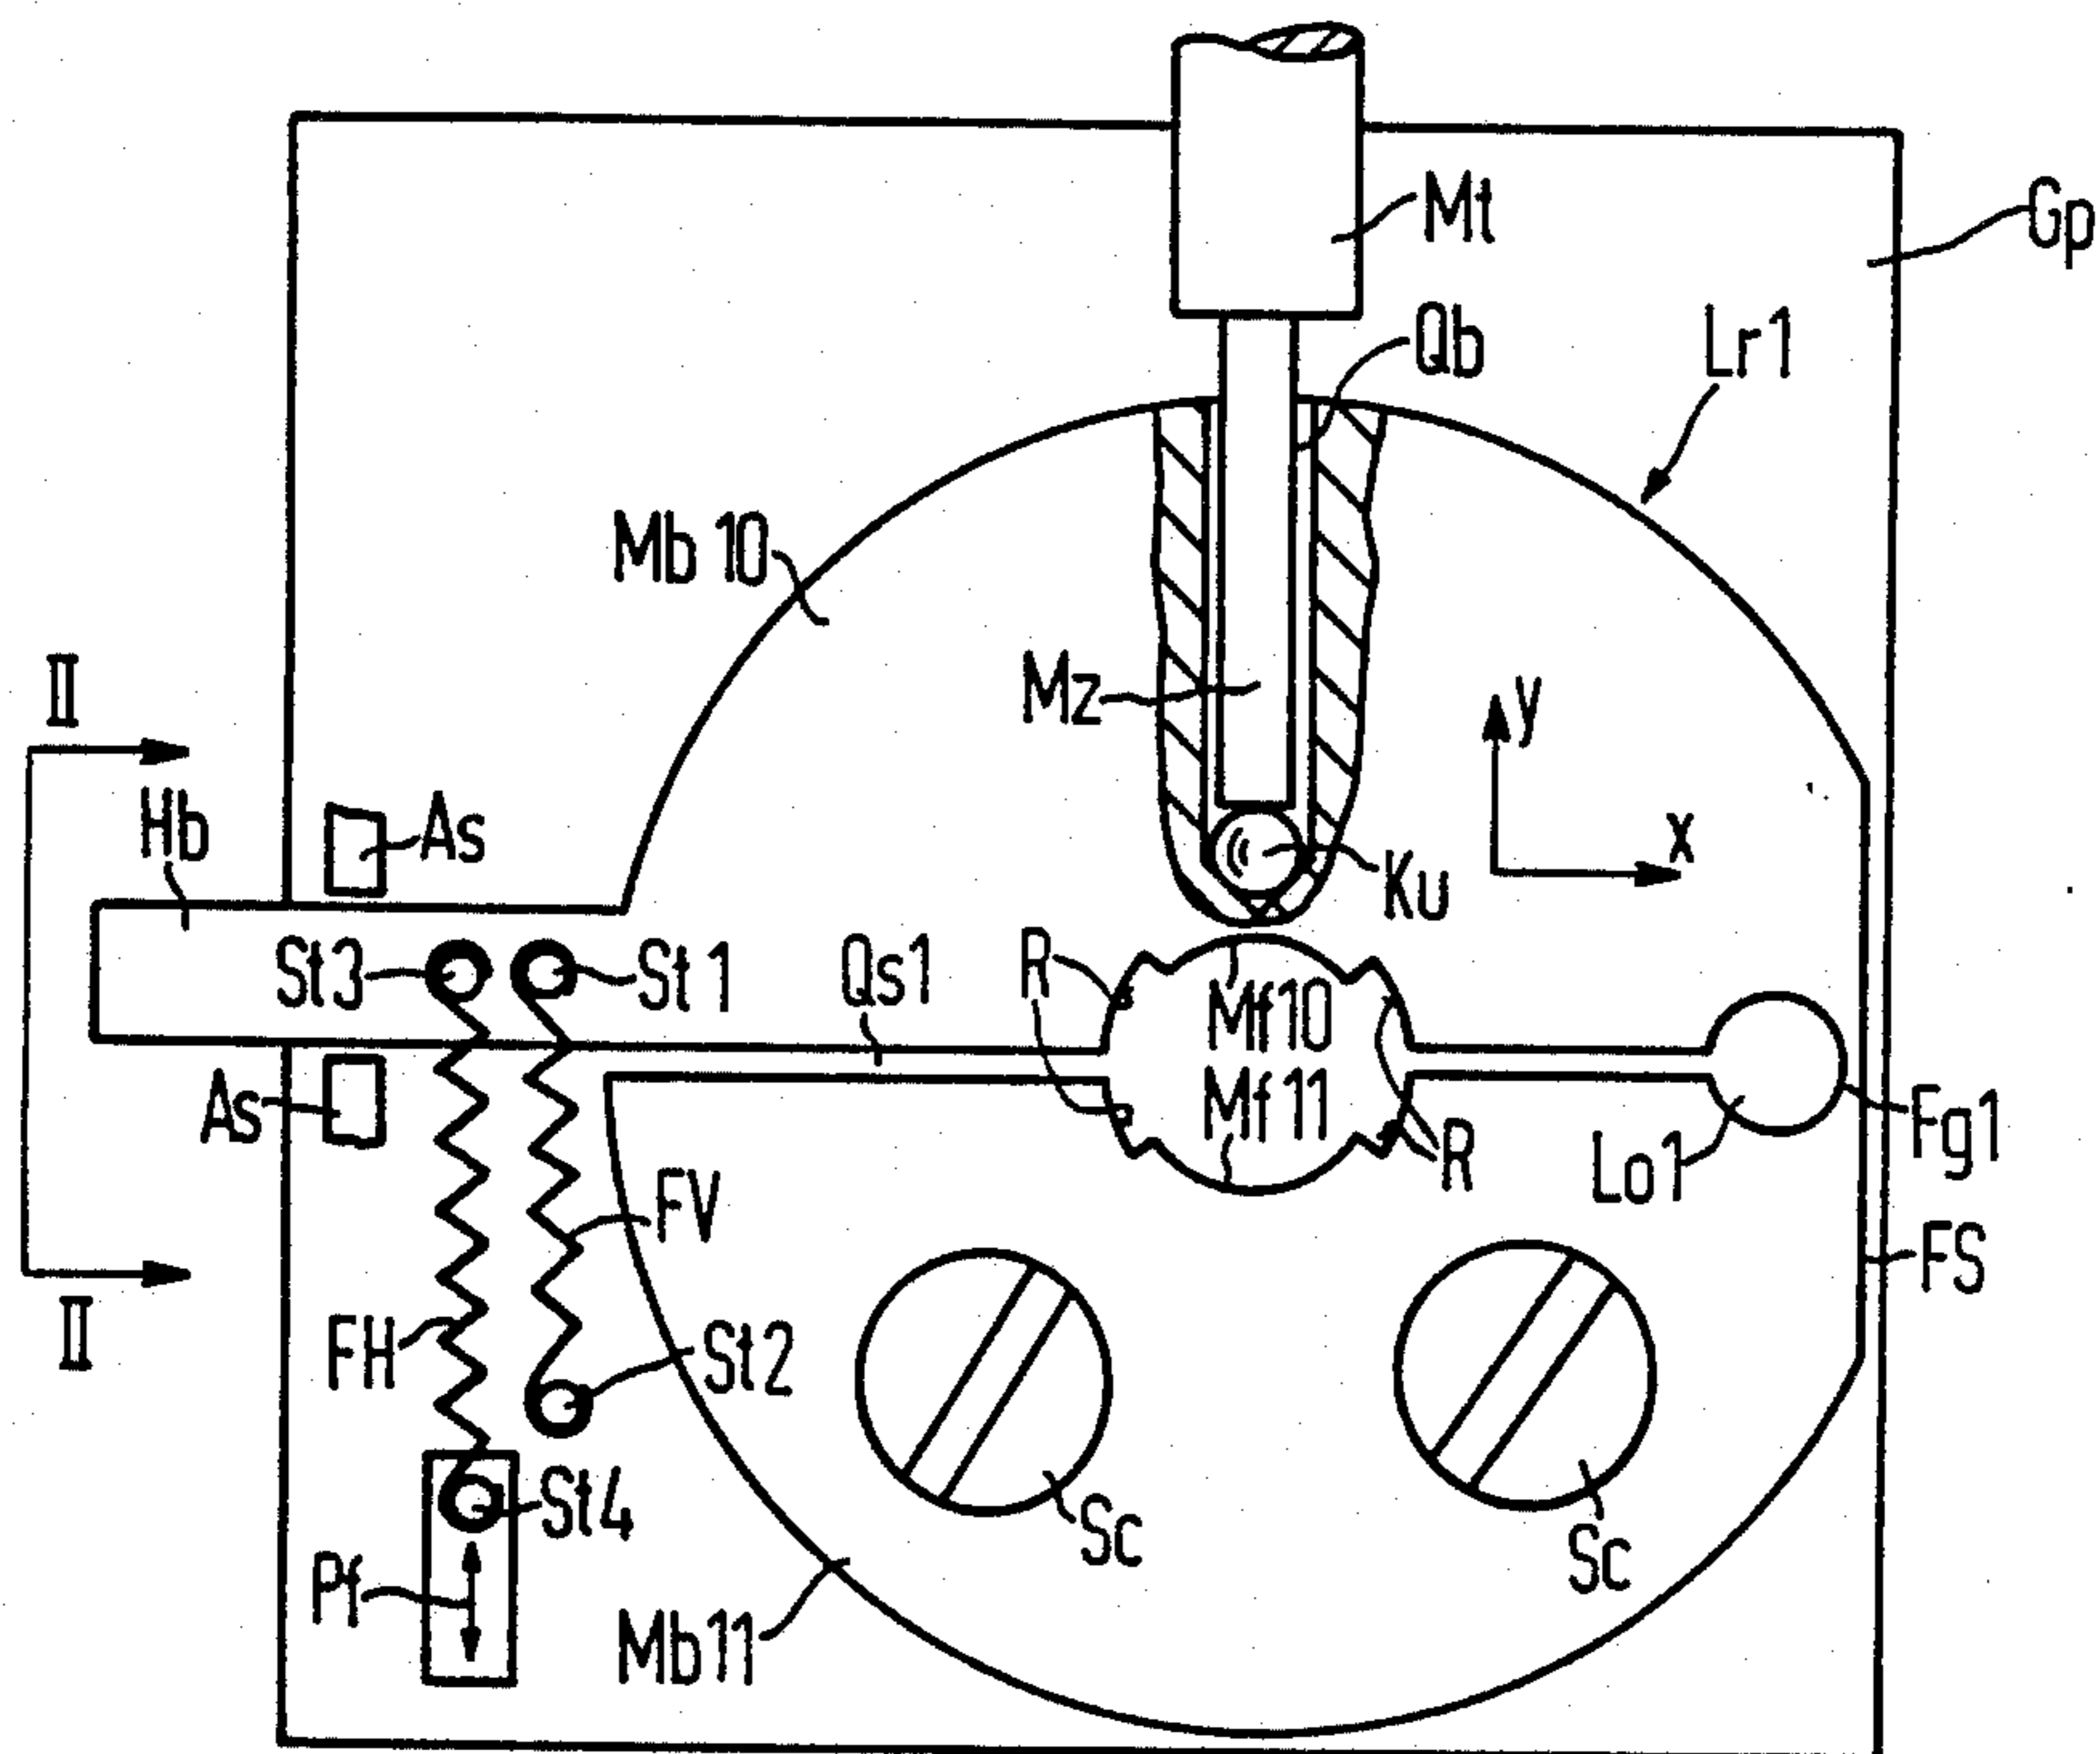 Mt
Gp
Qb
Lr1
Mb 10
Mz
II
y
Hb
As
x
Ku
St3
St1
Qs1
R
Mf10
Mf11
As
Fg1
R
Lo1
FV
FS
FH
St2
II
St4
Sc
Sc
Pf
Mb11